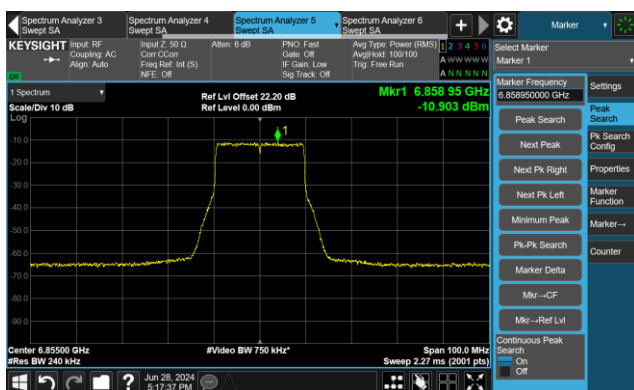 Spectrum Analyzer 3
Swept SA
Spectrum Analyzer 4
Swept SA
Spectrum Analyzer 5
Swept SA
Spectrum Analyzer 6
Swept SA
+
Marker
KEYSIGHT
Input: RF
Coupling: AC
Align: Auto
Input Z: 50 Ω
Corr CCorr
Freq Ref: Int (S)
NFE: Off
Atten: 6 dB
PNO: Fast
Gate: Off
IF Gain: Low
Sig Track: Off
Avg Type: Power (RMS)
Avg|Hold: 100/100
Trig: Free Run
1 2 3 4 5 6
A W W W W W
A N N N N N
Select Marker
Marker 1
1 Spectrum
Scale/Div 10 dB
Log
Ref Lvl Offset 22.20 dB
Ref Level 0.00 dBm
Mkr1 6.858 95 GHz
-10.903 dBm
1
-10.0
-20.0
-30.0
-40.0
-50.0
-60.0
-70.0
-80.0
-90.0
Center 6.85500 GHz
#Res BW 240 kHz
#Video BW 750 kHz*
Span 100.0 MHz
Sweep 2.27 ms (2001 pts)
Marker Frequency
6.858950000 GHz
Peak Search
Next Peak
Next Pk Right
Next Pk Left
Minimum Peak
Pk-Pk Search
Marker Delta
Mkr→CF
Mkr→Ref Lvl
Continuous Peak
Search
On
Off
Settings
Peak
Search
Pk Search
Config
Properties
Marker
Function
Marker→
Counter
?
Jun 28, 2024
5:17:37 PM